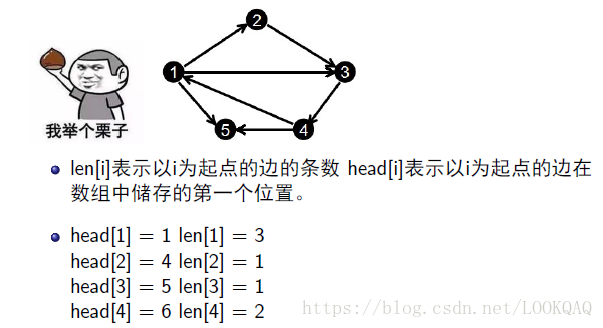 2
1
3
5
4
我举个栗子
len[i]表示以i为起点的边的条数 head[i]表示以i为起点的边在
数组中储存的第一个位置。
head[1] = 1 len[1] = 3
head[2] = 4 len[2] = 1
head[3] = 5 len[3] = 1
head[4] = 6 len[4] = 2
https://blog.csdn.net/LOOKQAQ